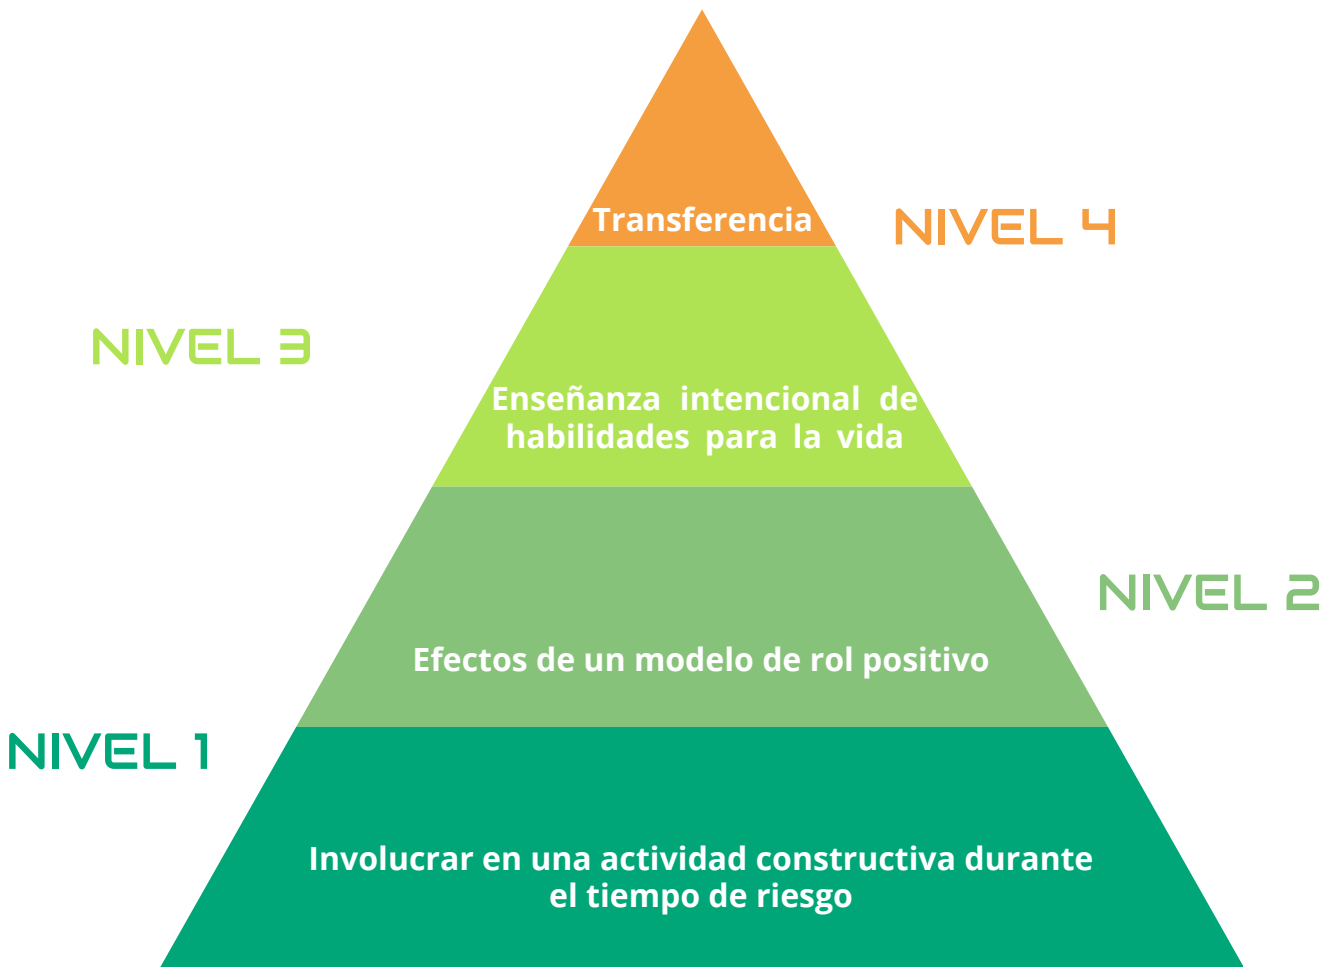 Transferencia
NIVEL 4
NIVEL 3
Enseñanza intencional de
habilidades para la vida
NIVEL 2
Efectos de un modelo de rol positivo
NIVEL 1
Involucrar en una actividad constructiva durante
el tiempo de riesgo